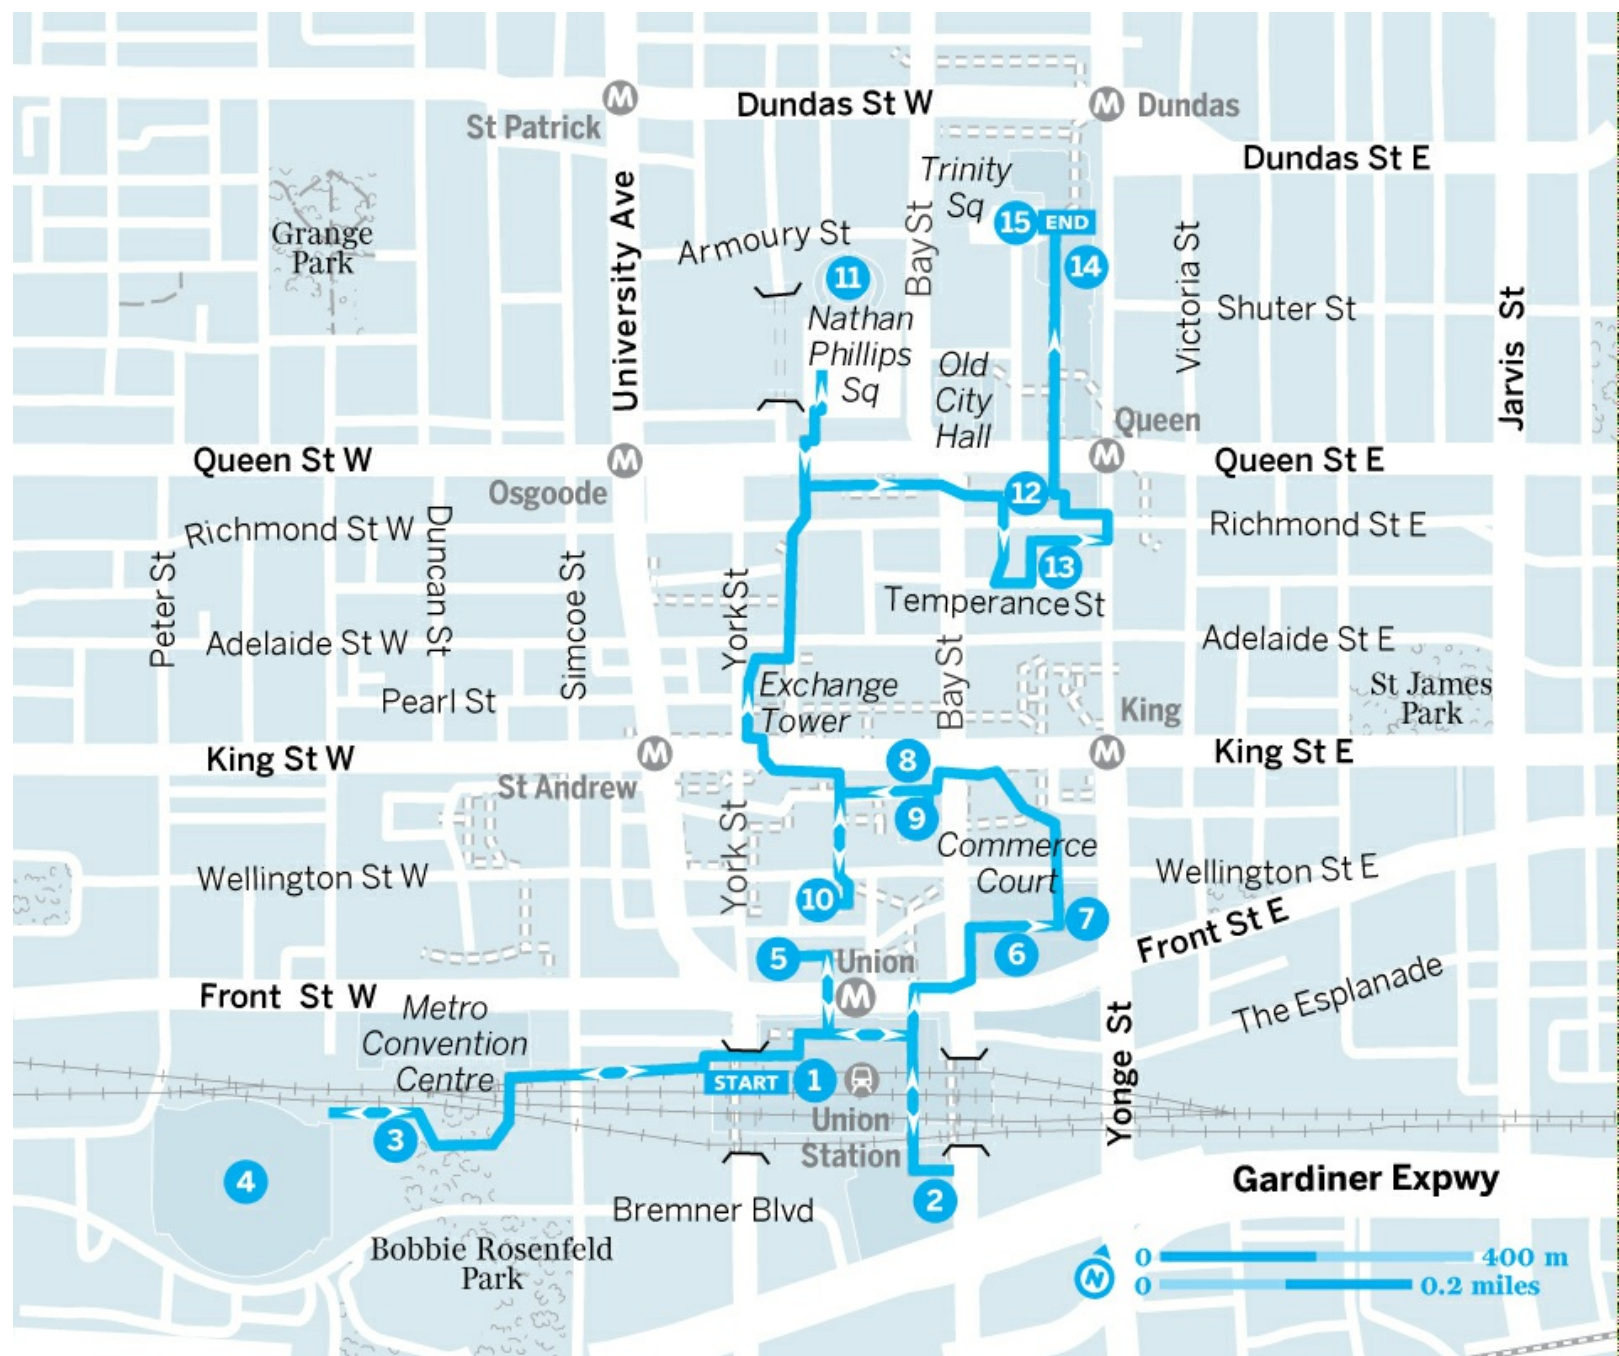 M
Dundas St W
M
Dundas
St Patrick
Dundas St E
Trinity
Sq
15
END
University Ave
Grange
Park
Armoury St
Bay St
14
11
Victoria St
Shuter St
Jarvis St
Nathan
Phillips
Sq
Old
City
Hall
Queen
Queen St W
M
M
Queen St E
Osgoode
12
Richmond St W
Duncan St
Richmond St E
Peter St
Simcoe St
York St
13
Temperance St
Adelaide St W
Adelaide St E
Bay St
Pearl St
Exchange
Tower
St James
Park
King
King St W
M
8
M
King St E
St Andrew
York St
9
Commerce
Court
Wellington St W
Wellington St E
10
7
Front St E
5
Union
6
Front St W
M
The Esplanade
Metro
Convention
Centre
Yonge St
START
1
Union
Station
3
4
2
Gardiner Expwy
Bremner Blvd
Bobbie Rosenfeld
Park
N
0
400 m
0
0.2 miles